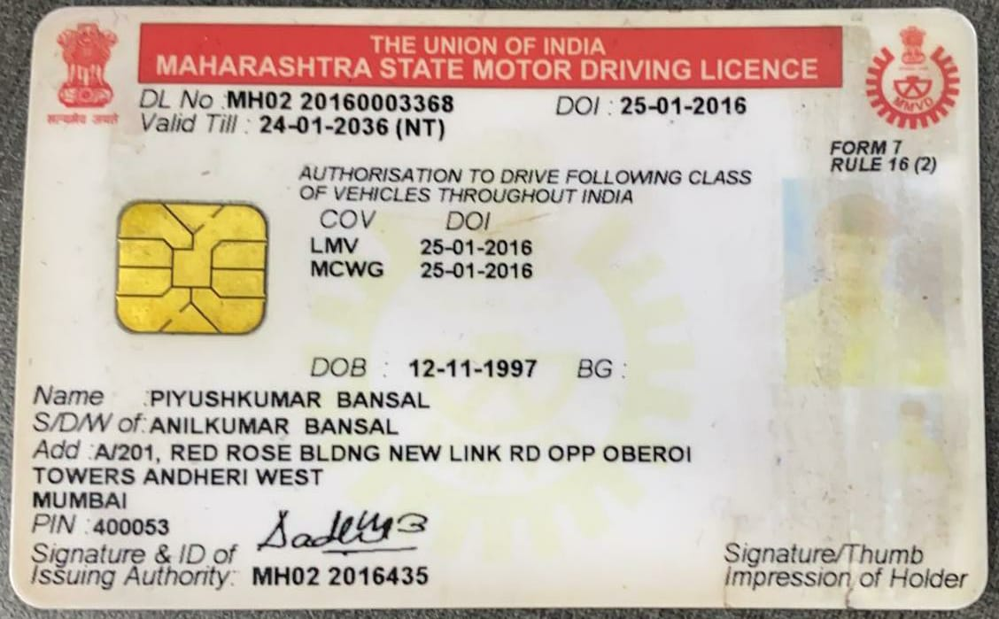 THE UNION OF INDIA
MAHARASHTRA STATE MOTOR DRIVING LICENCE
सत्यमेव जयते
MMVD
DL No : MH02 20160003368 DOI : 25-01-2016
Valid Till : 24-01-2036 (NT)
FORM 7
RULE 16 (2)
AUTHORISATION TO DRIVE FOLLOWING CLASS
OF VEHICLES THROUGHOUT INDIA
COV DOI
LMV 25-01-2016
MCWG 25-01-2016
DOB : 12-11-1997 BG :
Name : PIYUSHKUMAR BANSAL
S/D/W of : ANILKUMAR BANSAL
Add : A/201, RED ROSE BLDNG NEW LINK RD OPP OBEROI
TOWERS ANDHERI WEST
MUMBAI
PIN : 400053
Signature & ID of
Issuing Authority: MH02 2016435
Signature/Thumb
Impression of Holder